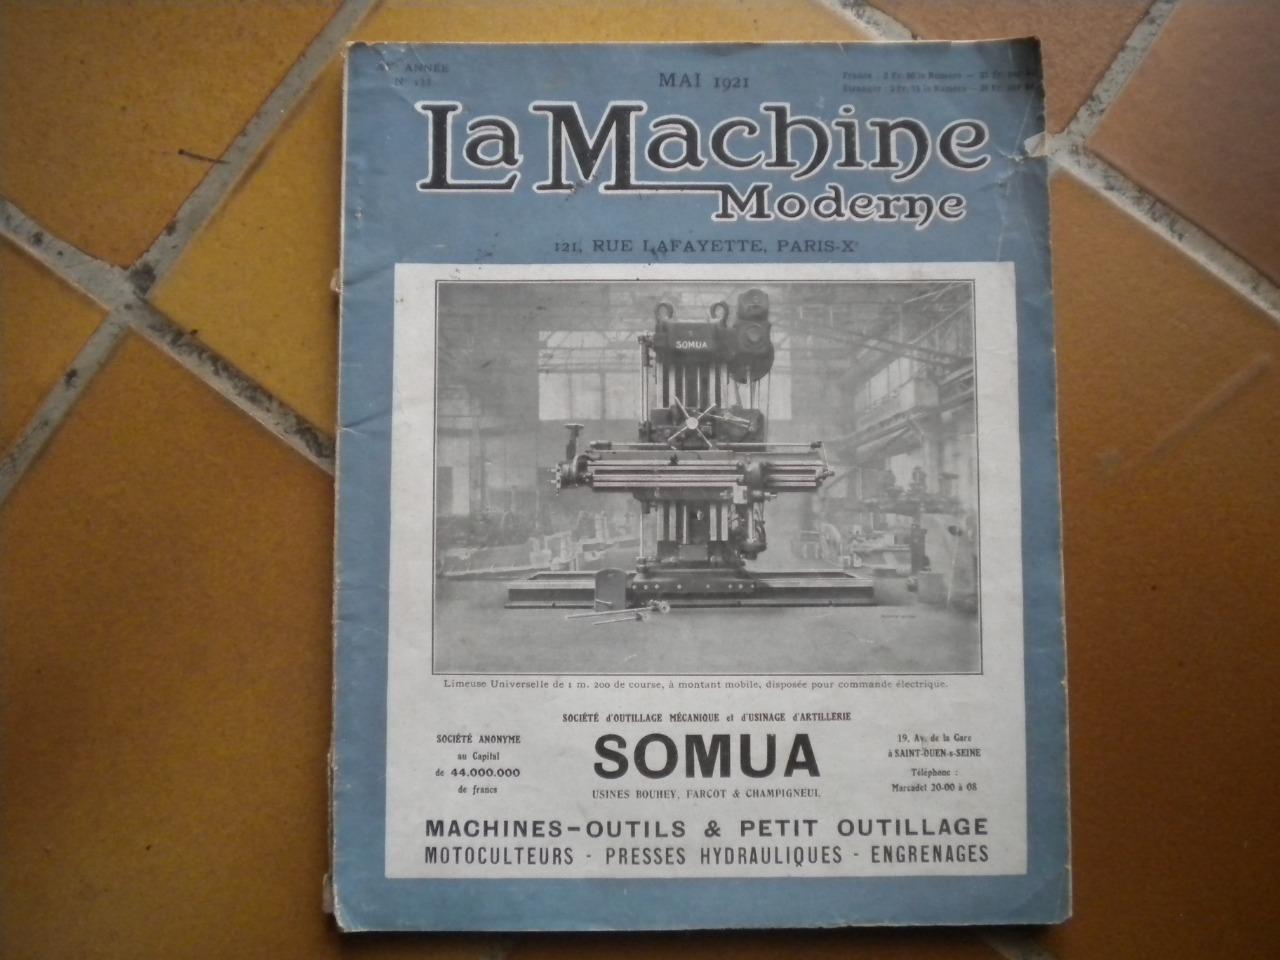 ANNÉE
MAI 1921
La Machine
Moderne
121, RUE LAFAYETTE, PARIS-Xe
SOMUA
Limeuse Universelle de 1 m. 200 de course, à montant mobile, disposée pour commande électrique.
SOCIÉTÉ d'OUTILLAGE MÉCANIQUE et d'USINAGE d'ARTILLERIE
SOCIÉTÉ ANONYME
au Capital
de 44.000.000
de francs
SOMUA
USINES BOUHEY, FARCOT & CHAMPIGNEUL
19, Av. de la Gare
à SAINT-OUEN-s-SEINE
Téléphone :
Marcadet 20-00 à 08
MACHINES-OUTILS & PETIT OUTILLAGE
MOTOCULTEURS - PRESSES HYDRAULIQUES - ENGRENAGES